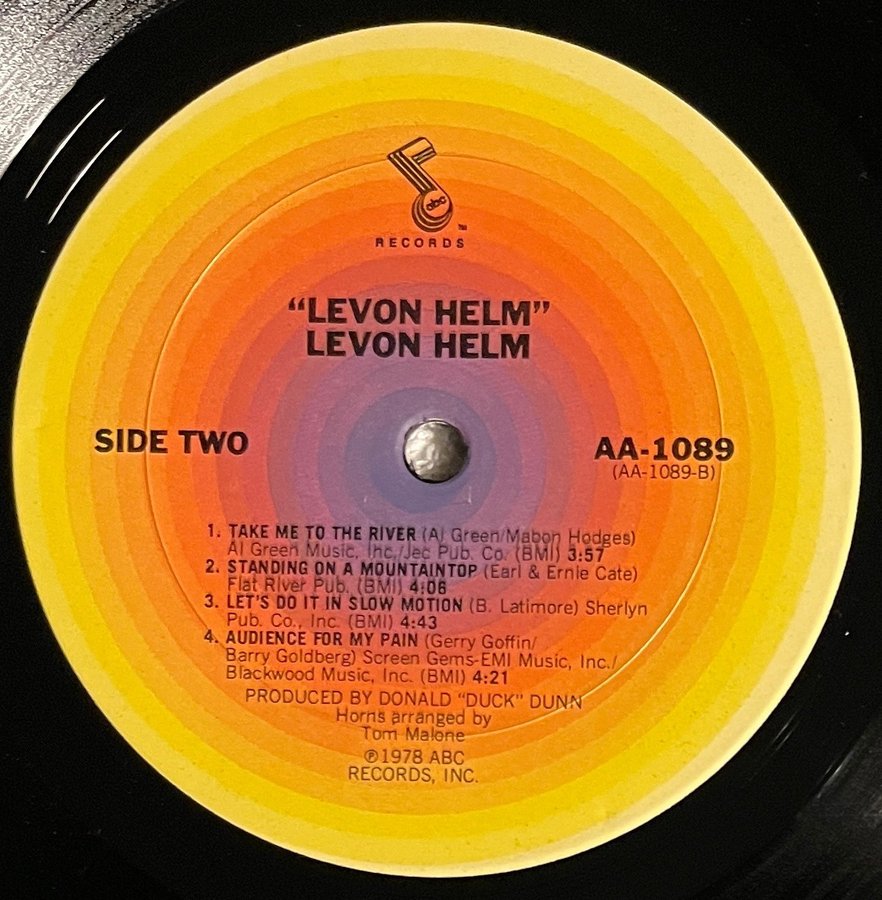 abc
RECORDS
"LEVON HELM"
LEVON HELM
SIDE TWO
AA-1089
(AA-1089-B)
1. TAKE ME TO THE RIVER (Al Green/Mabon Hodges)
Al Green Music, Inc./Jec Pub. Co. (BMI) 3:57
2. STANDING ON A MOUNTAINTOP (Earl & Ernie Cate)
Flat River Pub. (BMI) 4:06
3. LET'S DO IT IN SLOW MOTION (B. Latimore) Sherlyn
Pub. Co., Inc. (BMI) 4:43
4. AUDIENCE FOR MY PAIN (Gerry Goffin/
Barry Goldberg) Screen Gems-EMI Music, Inc./
Blackwood Music, Inc. (BMI) 4:21
PRODUCED BY DONALD "DUCK" DUNN
Horns arranged by
Tom Malone
℗1978 ABC
RECORDS, INC.